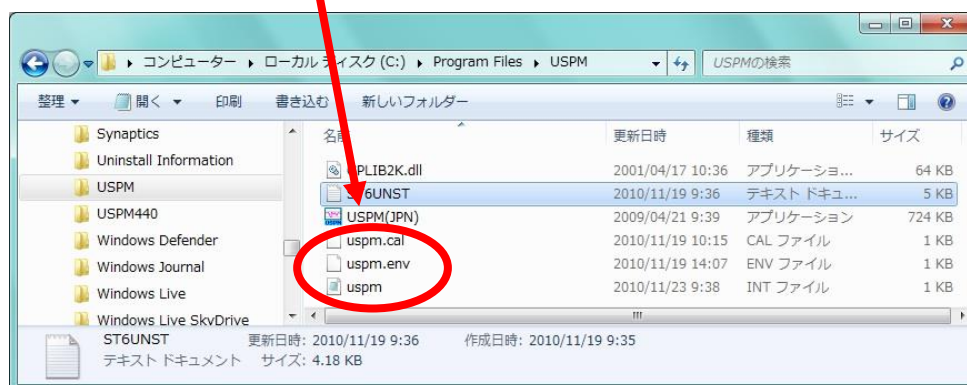 コンピューター ▸ ローカル ディスク (C:) ▸ Program Files ▸ USPM
USPMの検索
整理 ▼ 開く ▼ 印刷 書き込む 新しいフォルダー
Synaptics
Uninstall Information
USPM
USPM440
Windows Defender
Windows Journal
Windows Live
Windows Live SkyDrive
更新日時 種類 サイズ
2001/04/17 10:36 アプリケーショ... 64 KB
ST6UNST 2010/11/19 9:36 テキスト ドキュ... 5 KB
USPM(JPN) 2009/04/21 9:39 アプリケーション 724 KB
uspm.cal 2010/11/19 10:15 CAL ファイル 1 KB
uspm.env 2010/11/19 14:07 ENV ファイル 1 KB
uspm 2010/11/23 9:38 INT ファイル 1 KB
ST6UNST 更新日時: 2010/11/19 9:36 作成日時: 2010/11/19 9:35
テキスト ドキュメント サイズ: 4.18 KB